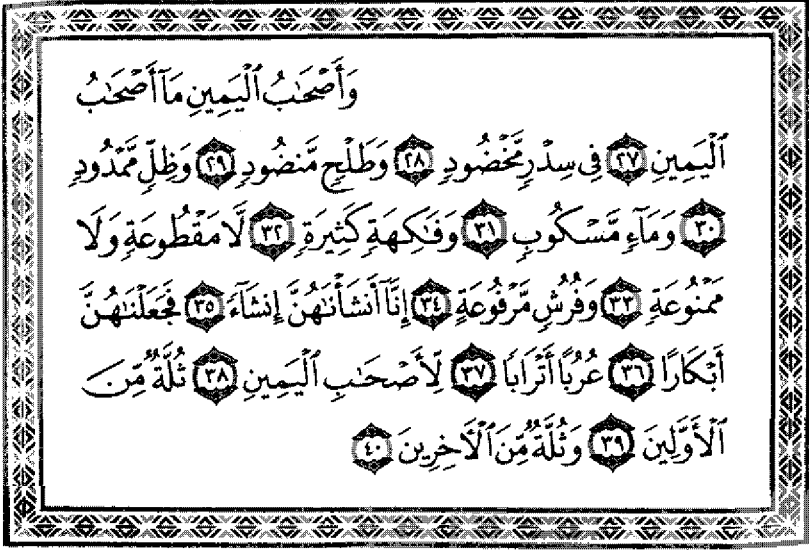 وَأَصْحَٰبُ ٱلْيَمِينِ مَآ أَصْحَٰبُ
ٱلْيَمِينِ ٢٧ فِى سِدْرٍ مَّخْضُودٍ ٢٨ وَطَلْحٍ مَّنضُودٍ ٢٩ وَظِلٍّ مَّمْدُودٍ
٣٠ وَمَآءٍ مَّسْكُوبٍ ٣١ وَفَٰكِهَةٍ كَثِيرَةٍ ٣٢ لَّا مَقْطُوعَةٍ وَلَا
مَمْنُوعَةٍ ٣٣ وَفُرُشٍ مَّرْفُوعَةٍ ٣٤ إِنَّآ أَنشَأْنَٰهُنَّ إِنشَآءً ٣٥ فَجَعَلْنَٰهُنَّ
أَبْكَارًا ٣٦ عُرُبًا أَتْرَابًا ٣٧ لِّأَصْحَٰبِ ٱلْيَمِينِ ٣٨ ثُلَّةٌ مِّنَ
ٱلْأَوَّلِينَ ٣٩ وَثُلَّةٌ مِّنَ ٱلْأَخِرِينَ ٤٠